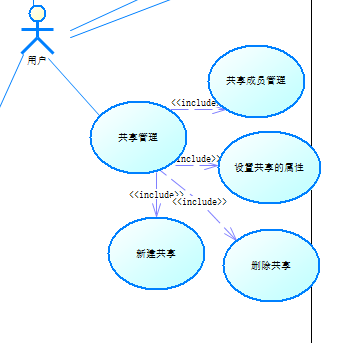 用户
共享成员管理
<<include>>
共享管理
<<include>>
设置共享的属性
<<include>>
<<include>>
新建共享
删除共享